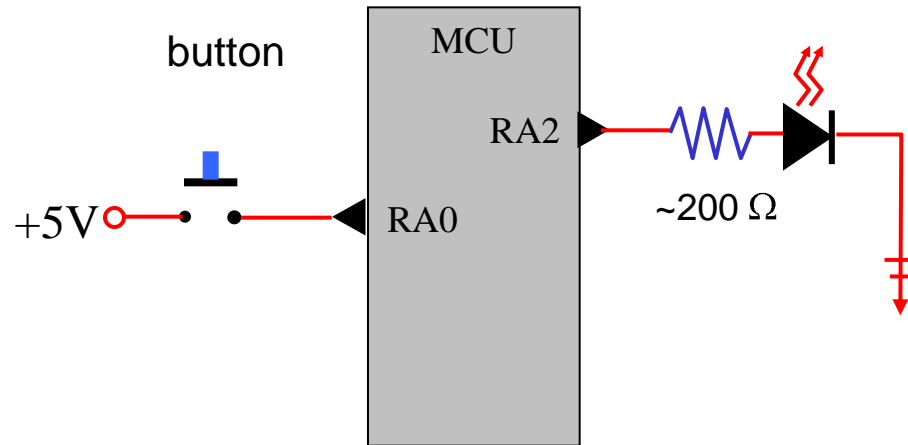 button
MCU
RA2
+5V
RA0
~200 Ω